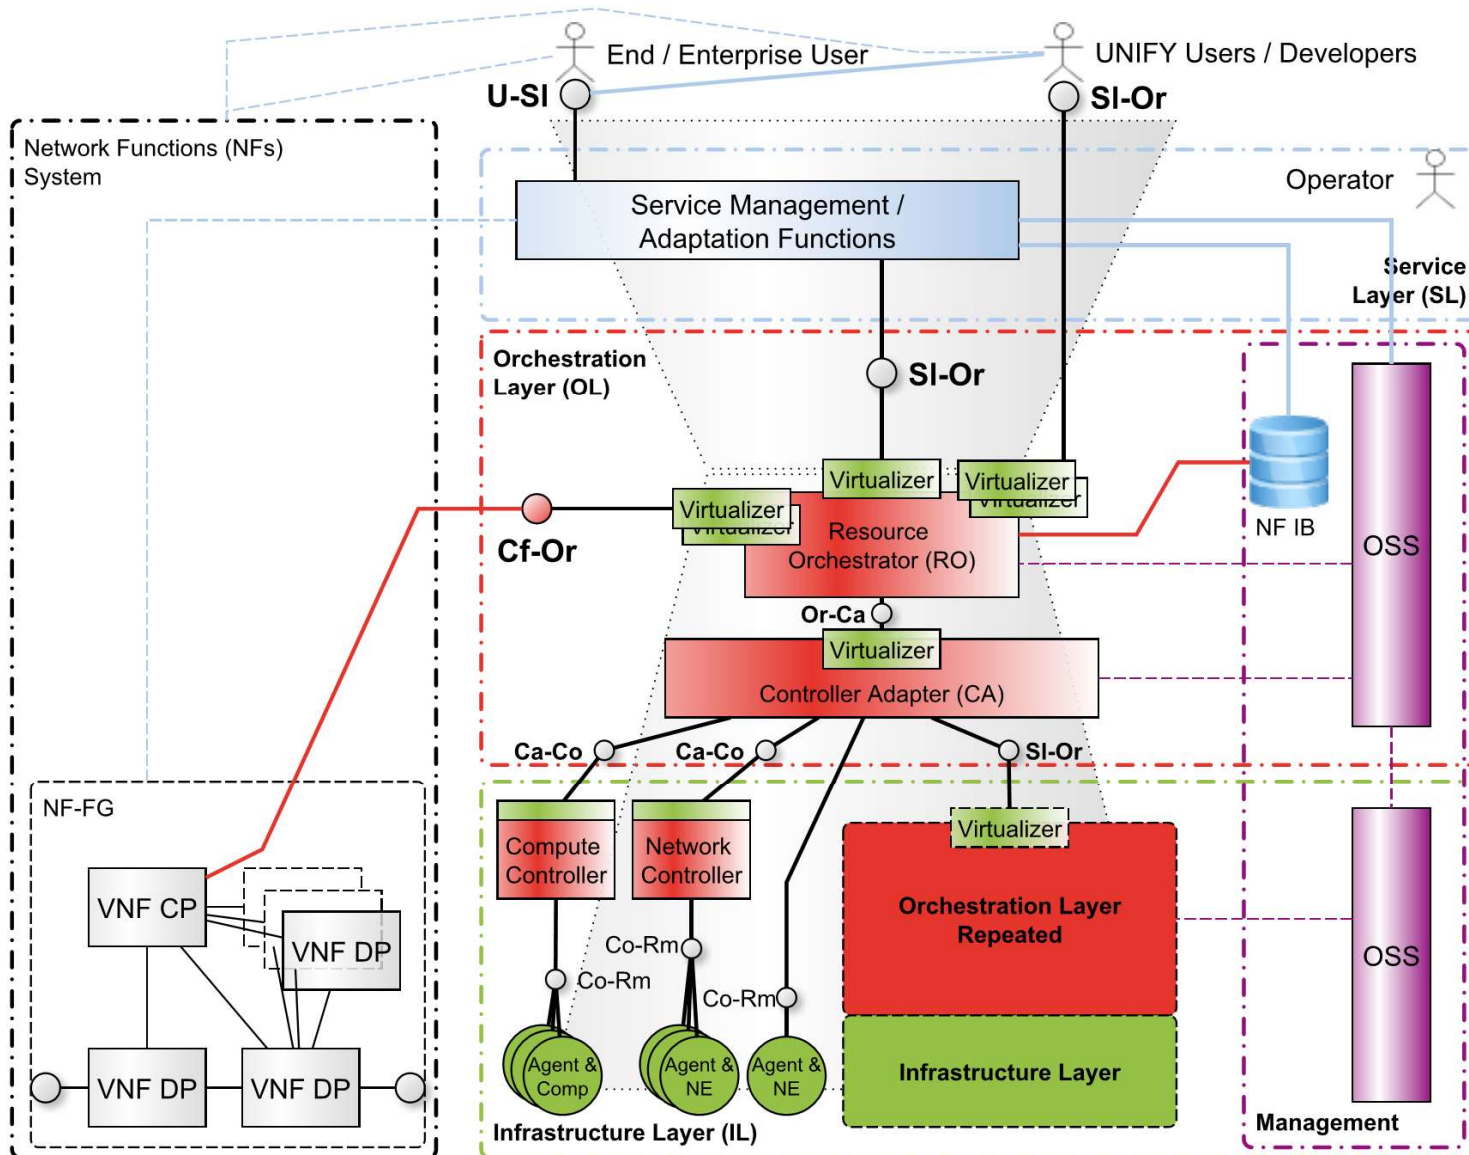 End / Enterprise User
UNIFY Users / Developers
U-Sl
Sl-Or
Network Functions (NFs)
System
Operator
Service Management /
Adaptation Functions
Service
Layer (SL)
Orchestration
Layer (OL)
Sl-Or
Virtualizer
Virtualizer
Virtualizer
Virtualizer
Virtualizer
Cf-Or
Resource
Orchestrator (RO)
NF IB
OSS
Or-Ca
Virtualizer
Controller Adapter (CA)
Ca-Co
Ca-Co
Sl-Or
NF-FG
Virtualizer
Compute
Controller
Network
Controller
VNF CP
VNF DP
Orchestration Layer
Repeated
Co-Rm
Co-Rm
Co-Rm
OSS
Agent &
Comp
Agent &
NE
Agent &
NE
Infrastructure Layer
VNF DP
VNF DP
Infrastructure Layer (IL)
Management